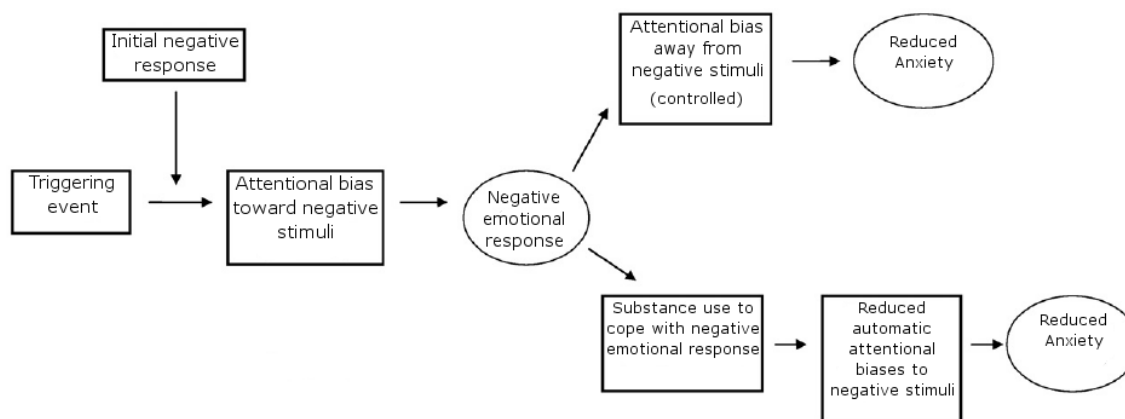 Initial negative
response
Triggering
event
Attentional bias
toward negative
stimuli
Negative
emotional
response
Attentional bias
away from
negative stimuli
(controlled)
Reduced
Anxiety
Substance use to
cope with negative
emotional response
Reduced
automatic
attentional
biases to
negative stimuli
Reduced
Anxiety